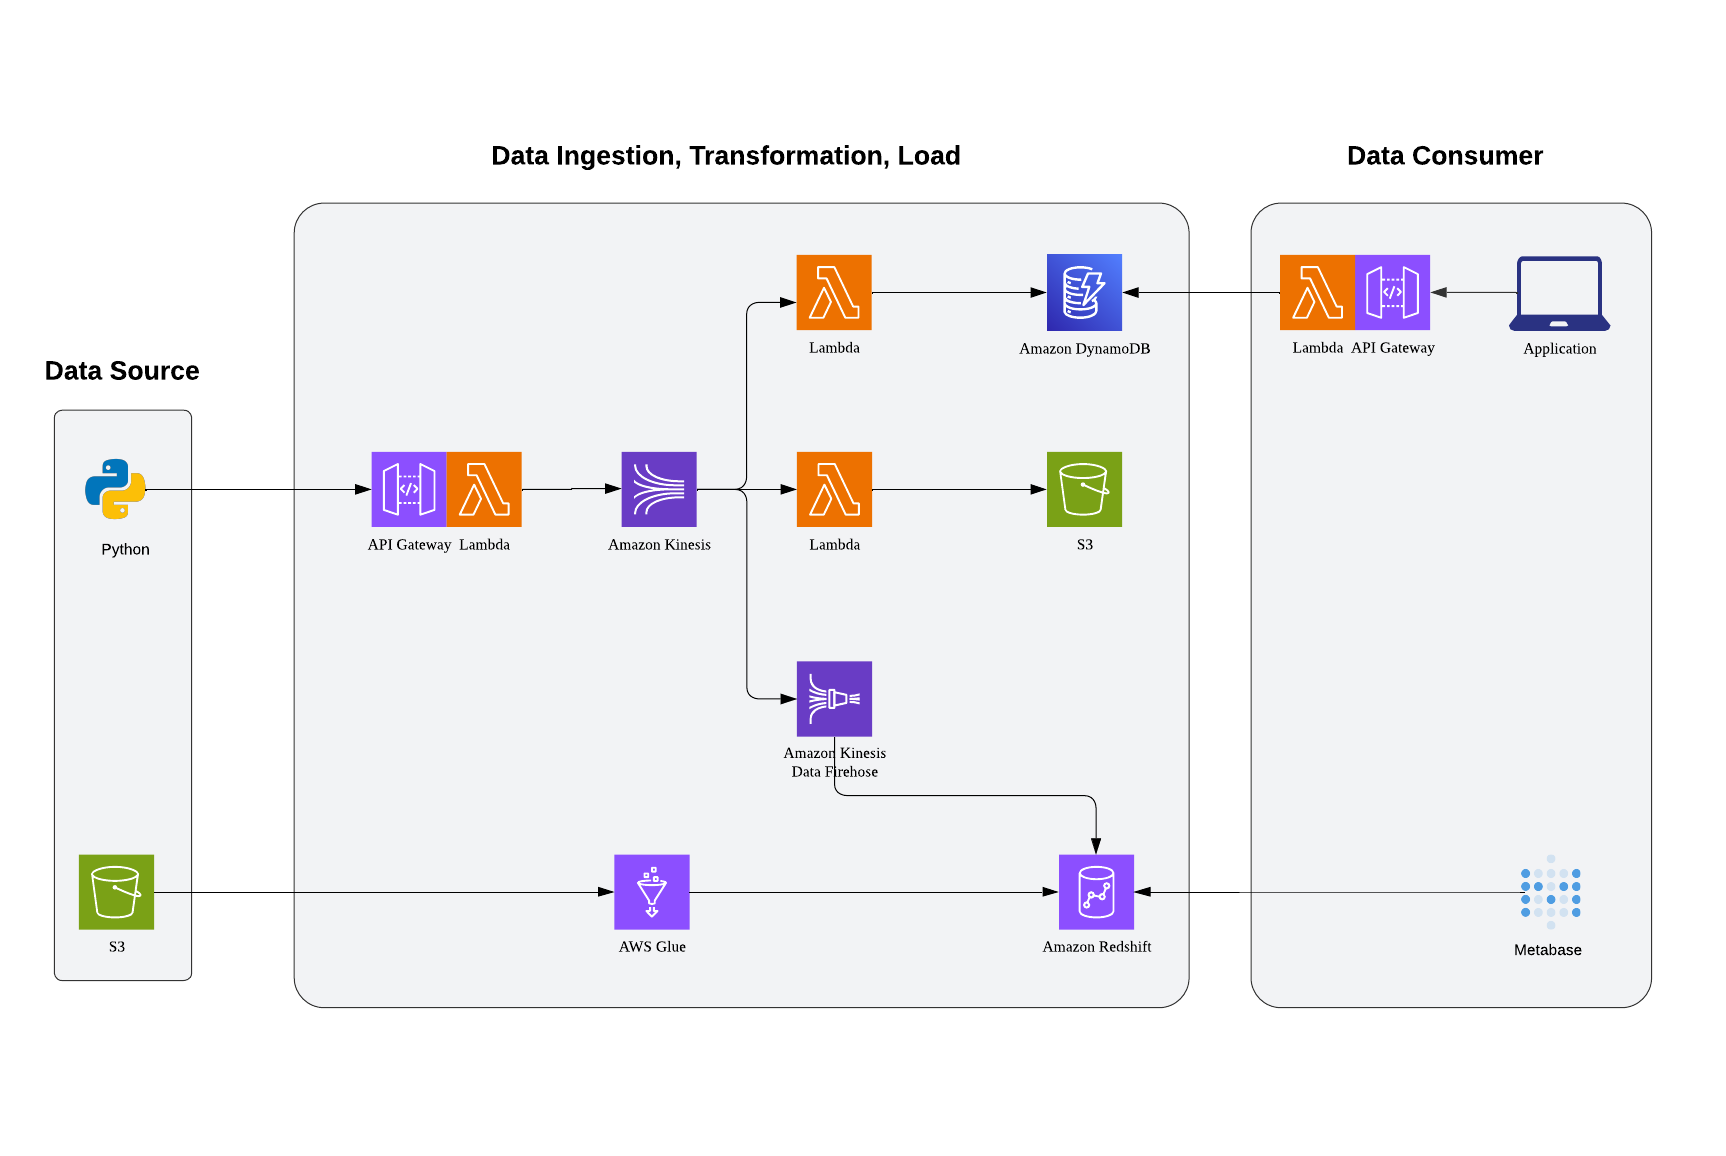 Data Ingestion, Transformation, Load
Data Consumer
Data Source
Lambda
Amazon DynamoDB
Lambda
API Gateway
Application
Python
API Gateway
Lambda
Amazon Kinesis
Lambda
S3
Amazon Kinesis
Data Firehose
S3
AWS Glue
Amazon Redshift
Metabase